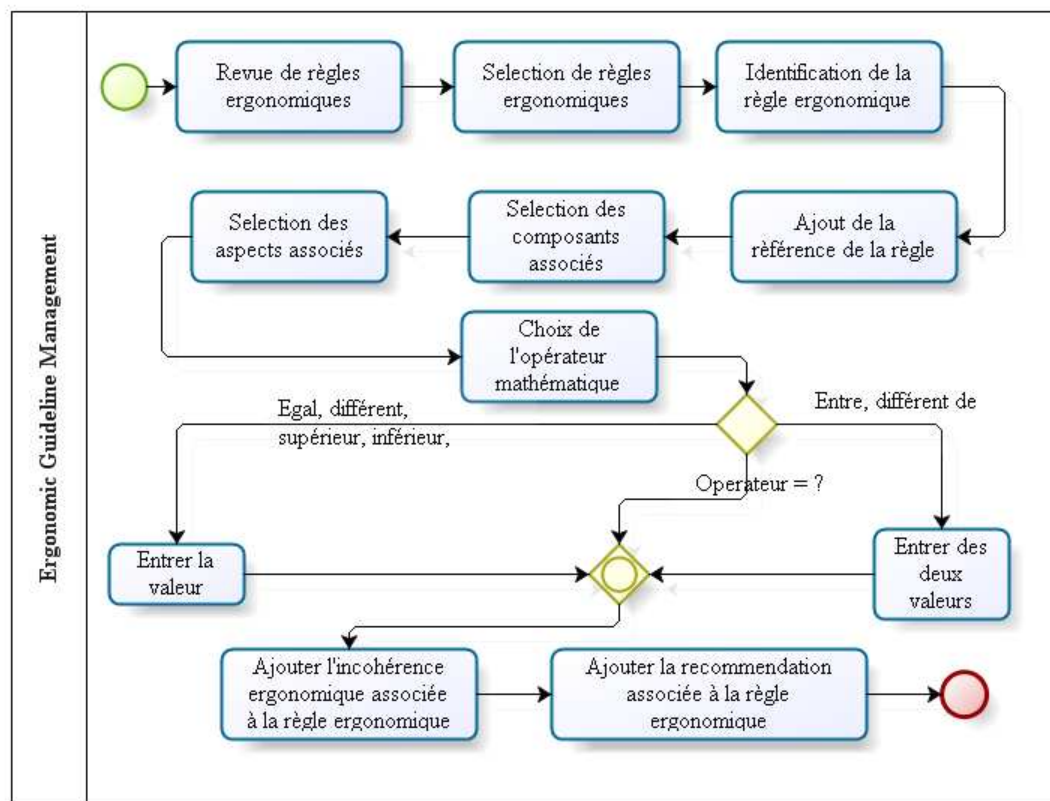 Ergonomic Guideline Management
Revue de règles
ergonomiques
Selection de règles
ergonomiques
Identification de la
règle ergonomique
Selection des
aspects associés
Selection des
composants
associés
Ajout de la
rèférence de la règle
Choix de
l'opérateur
mathématique
Egal, différent,
supérieur, inférieur,
Entre, différent de
Operateur = ?
Entrer la
valeur
Entrer des
deux
valeurs
Ajouter l'incohérence
ergonomique associée
à la règle ergonomique
Ajouter la recommendation
associée à la règle
ergonomique